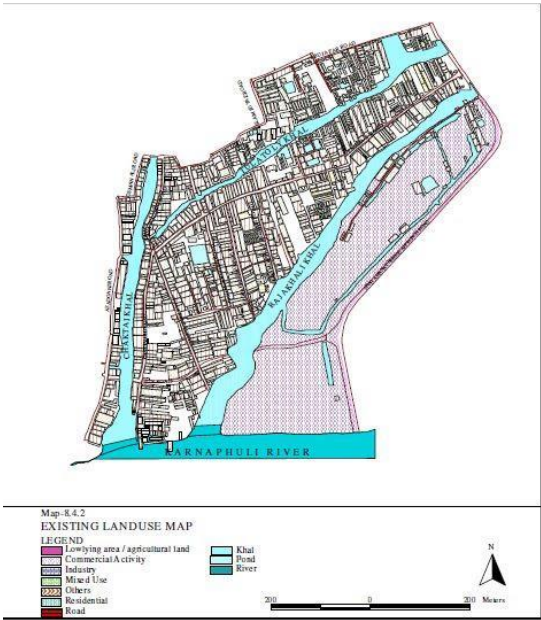 CHAKTAI KHAL
RAJAKHALI KHAL
KARNAPHULI RIVER
Map-8.4.2
EXISTING LANDUSE MAP
LEGEND
Lowlying area / agricultural land
Commercial Activity
Industry
Mixed Use
Others
Residential
Road
Khal
Pond
River
N
200 0 200 Meters